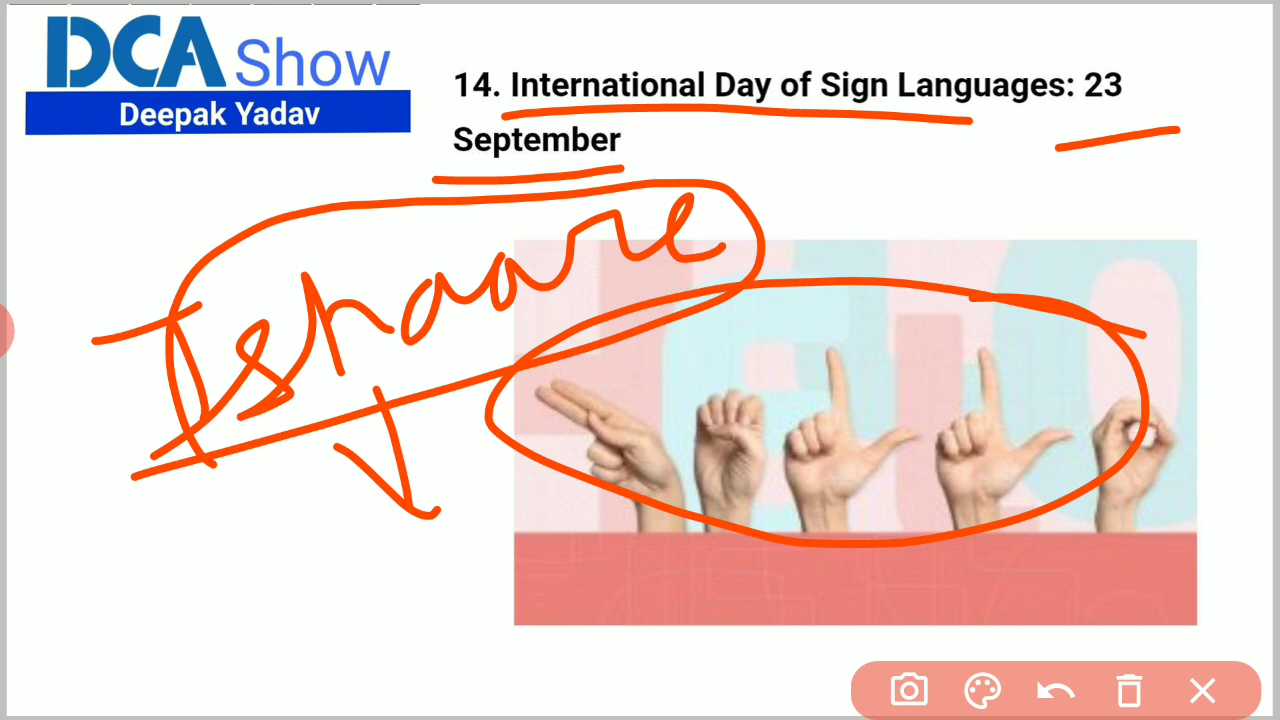 DCA Show
Deepak Yadav
14. International Day of Sign Languages: 23
September
Ishaare